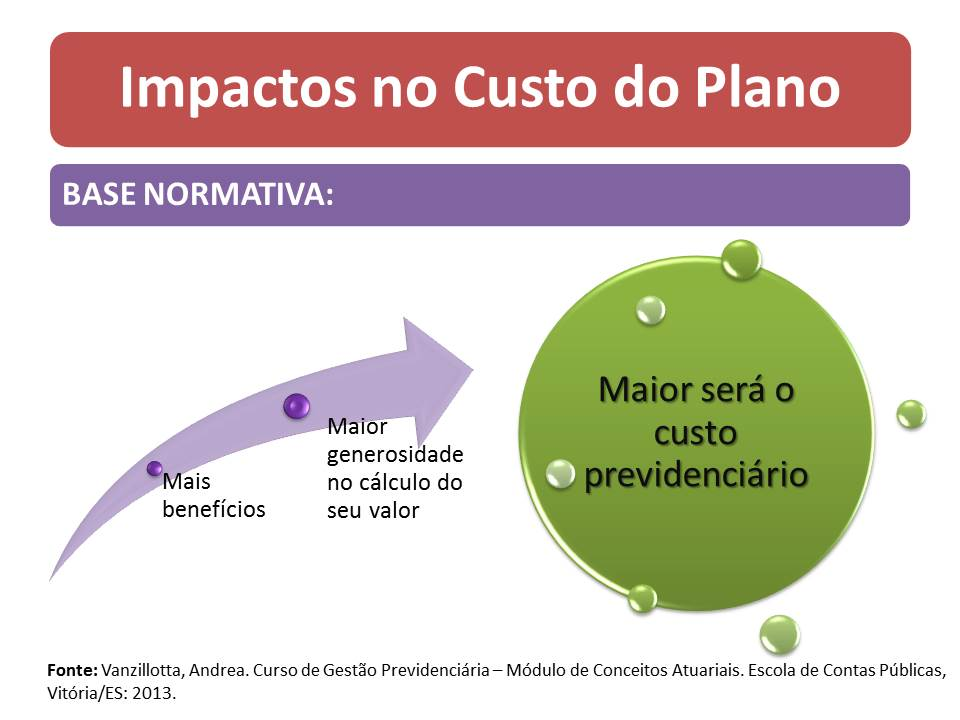 Impactos no Custo do Plano
BASE NORMATIVA:
Mais
benefícios
Maior
generosidade
no cálculo do
seu valor
Maior será o
custo
previdenciário
Fonte: Vanzillotta, Andrea. Curso de Gestão Previdenciária – Módulo de Conceitos Atuariais. Escola de Contas Públicas,
Vitória/ES: 2013.